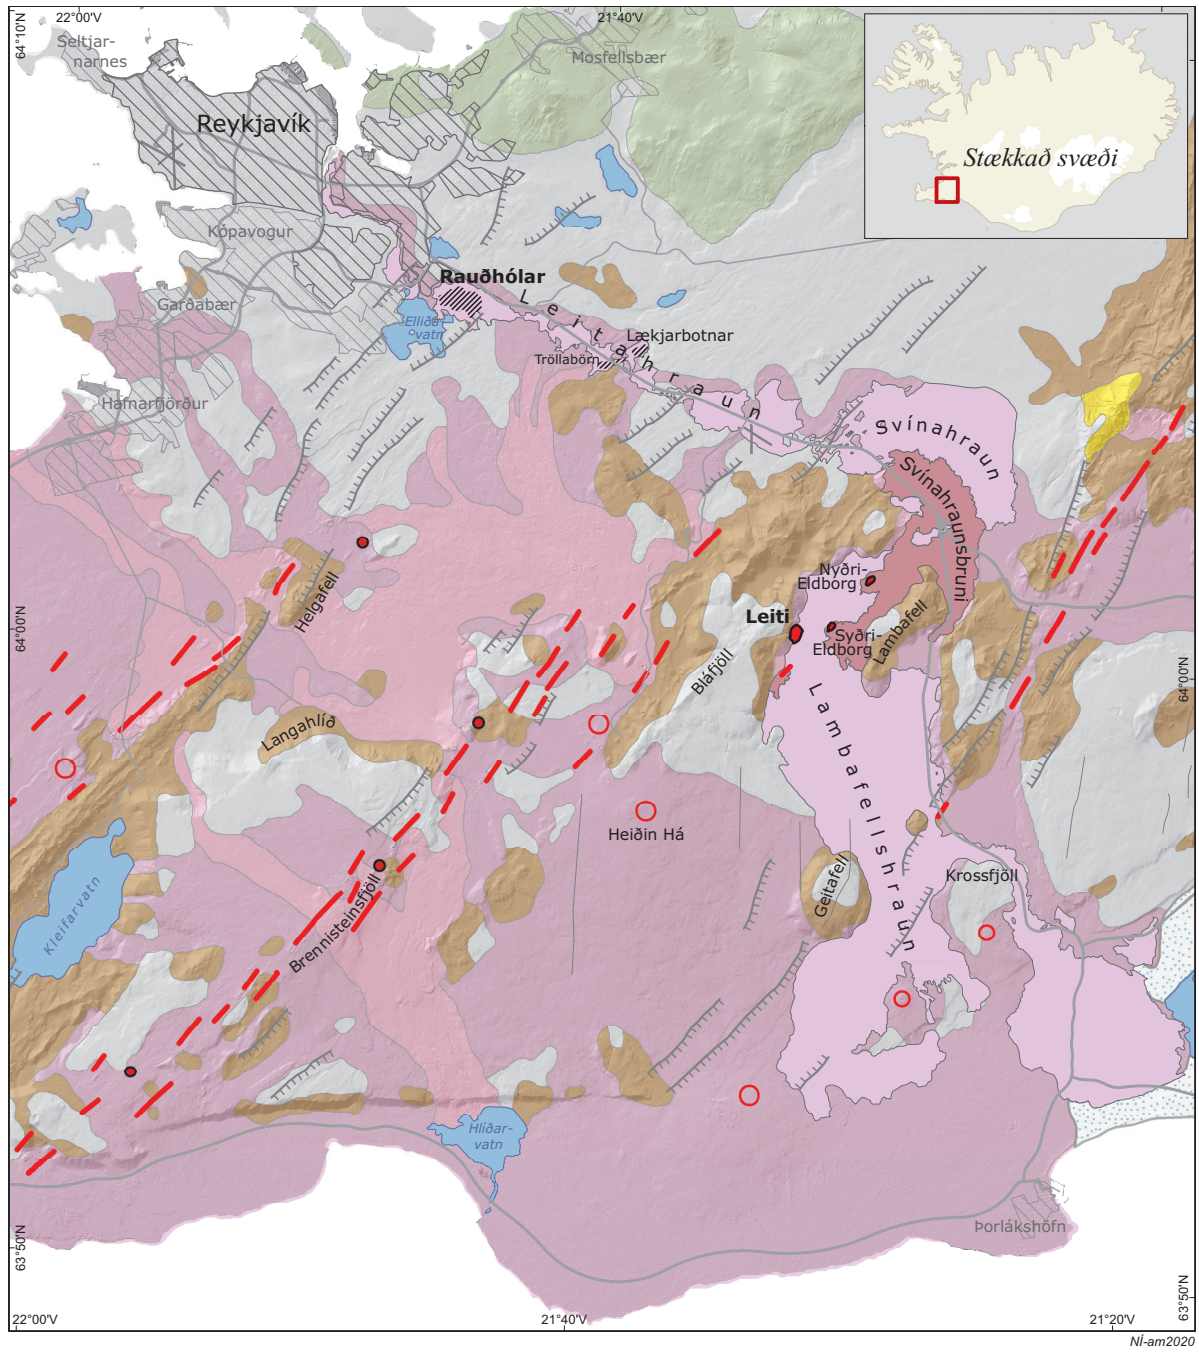 22°00'V
21°40'V
64°10'N
Seltjar-
narnes
Mosfellsbær
Reykjavík
Stækkað svæði
Kópavogur
Garðabær
Rauðhólar
Leitahraun
Elliða-
vatn
Lækjarbotnar
Tröllabörn
Hafnarfjörður
Svínahraun
Svínahraunsbruni
Nyðri-
Eldborg
Helgafell
64°00'N
Leiti
Syðri-
Eldborg
Lambafell
Bláfjöll
64°00'N
Langahlíð
Lambafellshraun
Heiðin Há
Geitafell
Krossfjöll
Kleifarvatn
Brennisteinsfjöll
Hlíðar-
vatn
Þorlákshöfn
63°50'N
63°50'N
22°00'V
21°40'V
21°20'V
NÍ-am2020